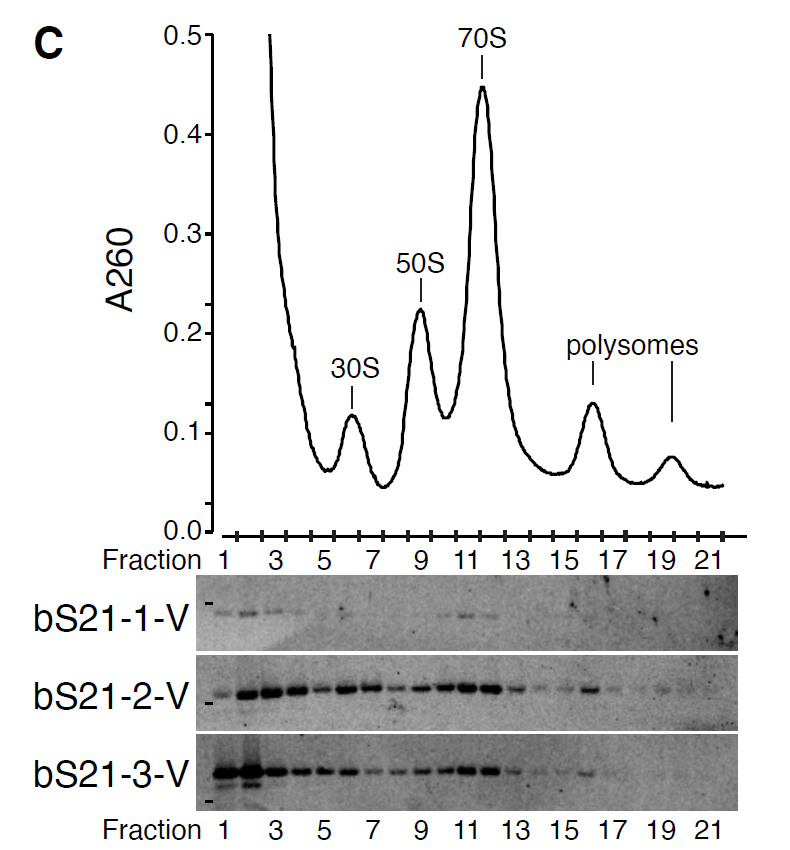 C
0.5
70S
0.4
0.3
A260
50S
0.2
polysomes
30S
0.1
0.0
Fraction 1 3 5 7 9 11 13 15 17 19 21
bS21-1-V
bS21-2-V
bS21-3-V
Fraction 1 3 5 7 9 11 13 15 17 19 21